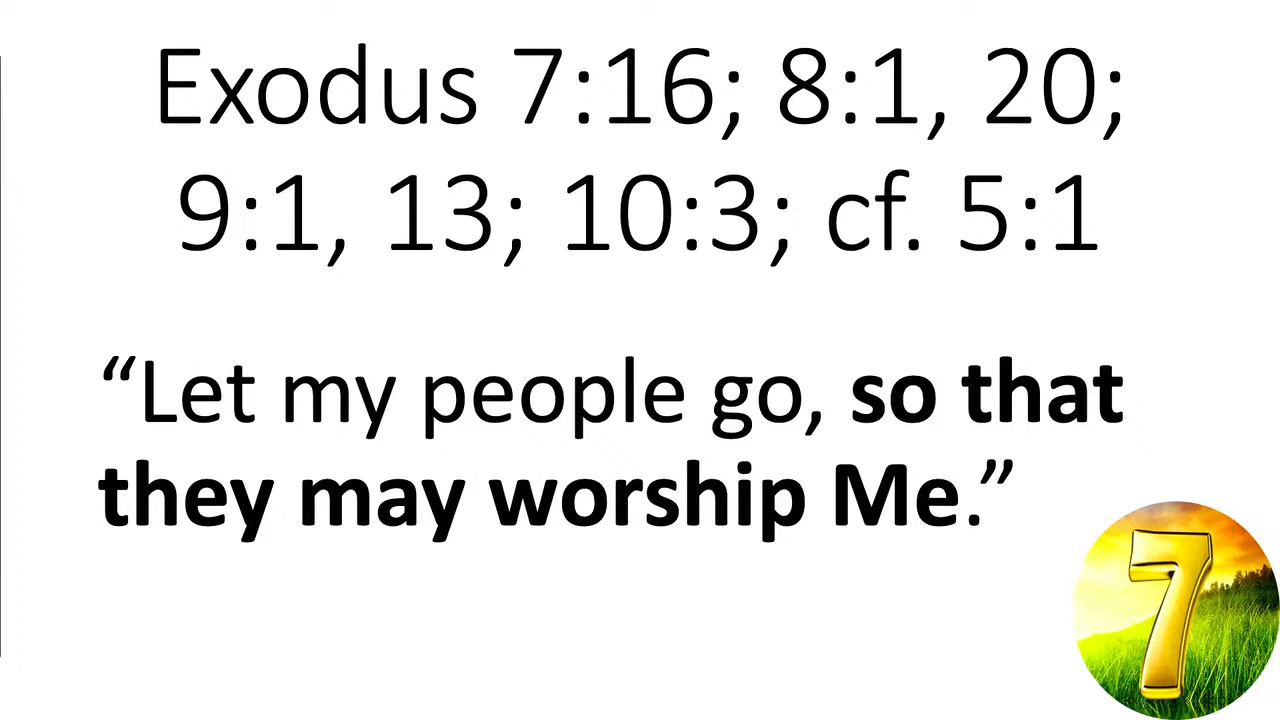 Exodus 7:16; 8:1, 20;
9:1, 13; 10:3; cf. 5:1
“Let my people go, so that
they may worship Me.”
7